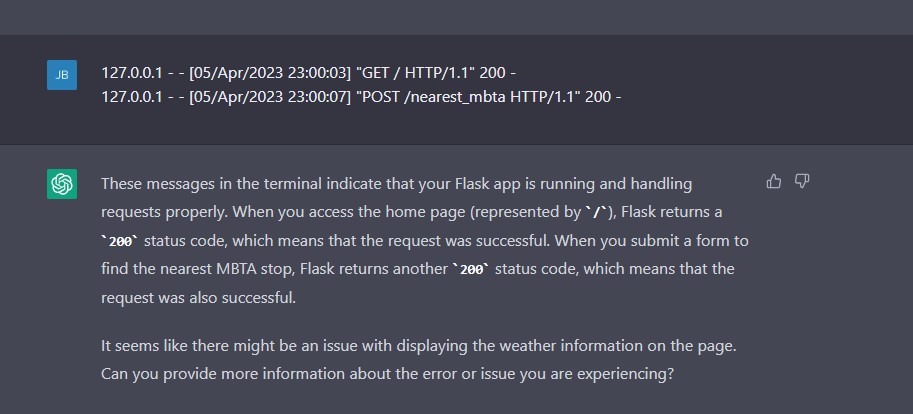 JB
127.0.0.1 - - [05/Apr/2023 23:00:03] "GET / HTTP/1.1" 200 -
127.0.0.1 - - [05/Apr/2023 23:00:07] "POST /nearest_mbta HTTP/1.1" 200 -
These messages in the terminal indicate that your Flask app is running and handling
requests properly. When you access the home page (represented by `/`), Flask returns a
`200` status code, which means that the request was successful. When you submit a form to
find the nearest MBTA stop, Flask returns another `200` status code, which means that the
request was also successful.
It seems like there might be an issue with displaying the weather information on the page.
Can you provide more information about the error or issue you are experiencing?